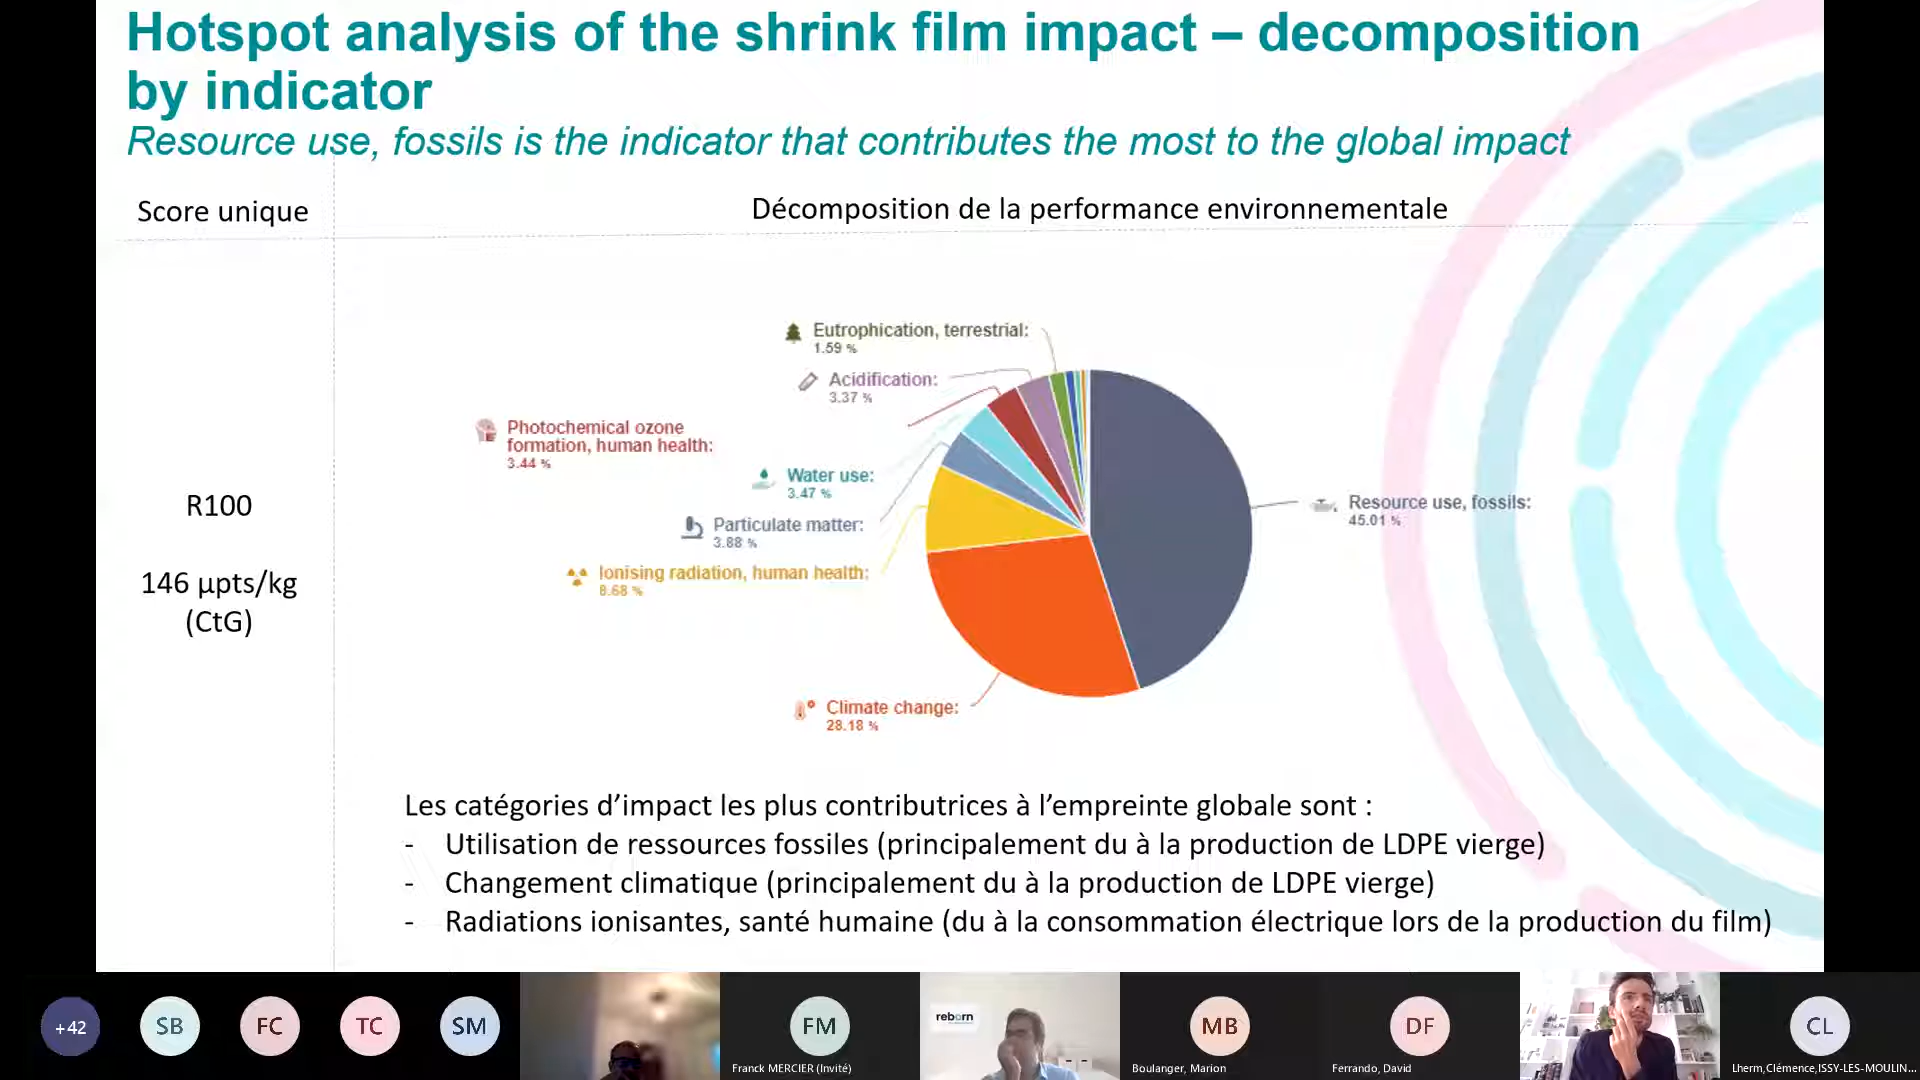 Hotspot analysis of the shrink film impact – decomposition
by indicator
Resource use, fossils is the indicator that contributes the most to the global impact
Score unique
Décomposition de la performance environnementale
Eutrophication, terrestrial:
1.59 %
Acidification:
3.37 %
Photochemical ozone
formation, human health:
3.44 %
Water use:
3.47 %
Particulate matter:
3.88 %
Ionising radiation, human health:
8.68 %
Resource use, fossils:
45.01 %
Climate change:
28.18 %
R100
146 µpts/kg
(CtG)
Les catégories d’impact les plus contributrices à l’empreinte globale sont :
- Utilisation de ressources fossiles (principalement du à la production de LDPE vierge)
- Changement climatique (principalement du à la production de LDPE vierge)
- Radiations ionisantes, santé humaine (du à la consommation électrique lors de la production du film)
+42
SB
FC
TC
SM
FM
Franck MERCIER (Invité)
reborn
MB
Boulanger, Marion
DF
Ferrando, David
CL
Lherm,Clémence,ISSY-LES-MOULIN...